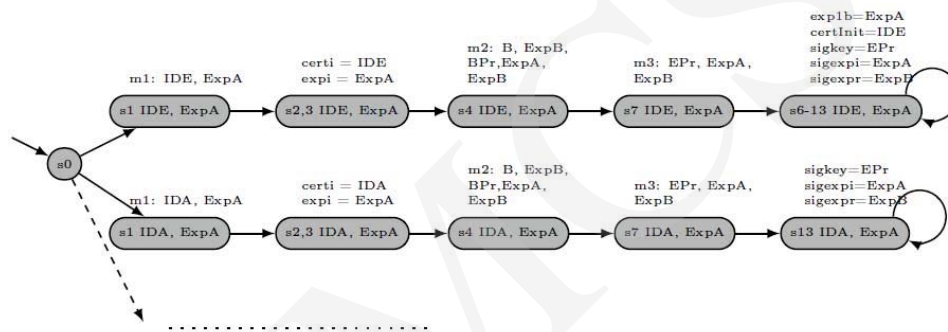 exp1b=ExpA
certInit=IDE
sigkey=EPr
sigexpi=ExpA
sigexpr=ExpB
m2: B, ExpB,
BPr,ExpA,
ExpB
certi = IDE
expi = ExpA
m1: IDE, ExpA
m3: EPr, ExpA,
ExpB
s1 IDE, ExpA
s2,3 IDE, ExpA
s4 IDE, ExpA
s7 IDE, ExpA
s6-13 IDE, ExpA
s0
m1: IDA, ExpA
certi = IDA
expi = ExpA
m2: B, ExpB,
BPr,ExpA,
ExpB
m3: EPr, ExpA,
ExpB
sigkey=EPr
sigexpi=ExpA
sigexpr=ExpB
s1 IDA, ExpA
s2,3 IDA, ExpA
s4 IDA, ExpA
s7 IDA, ExpA
s13 IDA, ExpA